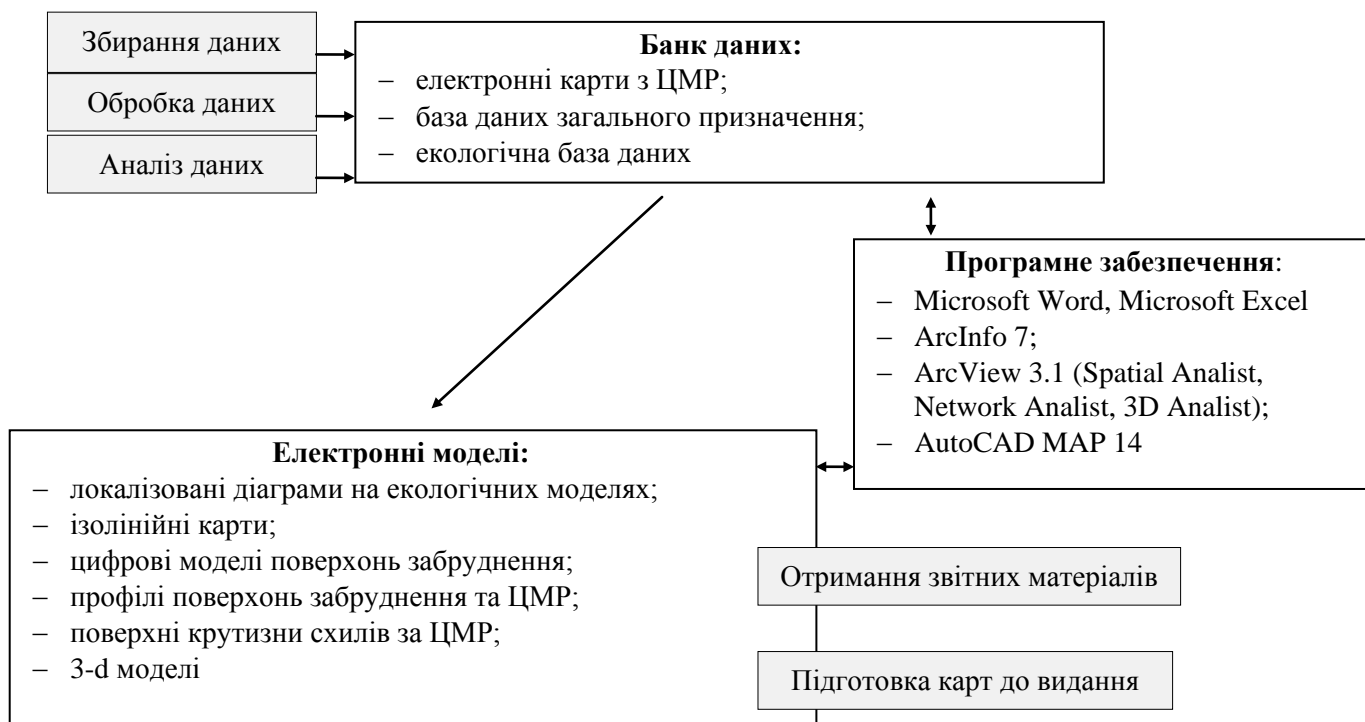 Збирання даних
Обробка даних
Аналіз даних
Банк даних:
– електронні карти з ЦМР;
– база даних загального призначення;
– екологічна база даних
Програмне забезпечення:
– Microsoft Word, Microsoft Excel
– ArcInfo 7;
– ArcView 3.1 (Spatial Analist,
Network Analist, 3D Analist);
– AutoCAD MAP 14
Електронні моделі:
– локалізовані діаграми на екологічних моделях;
– ізолінійні карти;
– цифрові моделі поверхонь забруднення;
– профілі поверхонь забруднення та ЦМР;
– поверхні крутизни схилів за ЦМР;
– 3-d моделі
Отримання звітних матеріалів
Підготовка карт до видання